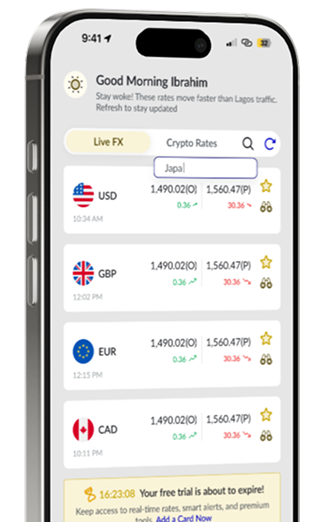 9:41
32
Good Morning Ibrahim
Stay woke! These rates move faster than Lagos traffic.
Refresh to stay updated
Live FX
Crypto Rates
Japa
USD
1,490.02(O)
1,560.47(P)
0.36
30.36
10:34 AM
GBP
1,490.02(O)
1,560.47(P)
0.36
30.36
12:02 PM
EUR
1,490.02(O)
1,560.47(P)
0.36
30.36
12:15 PM
CAD
1,490.02(O)
1,560.47(P)
0.36
30.36
10:11 PM
16:23:08 Your free trial is about to expire!
Keep access to real-time rates, smart alerts, and premium
tools. Add a Card Now